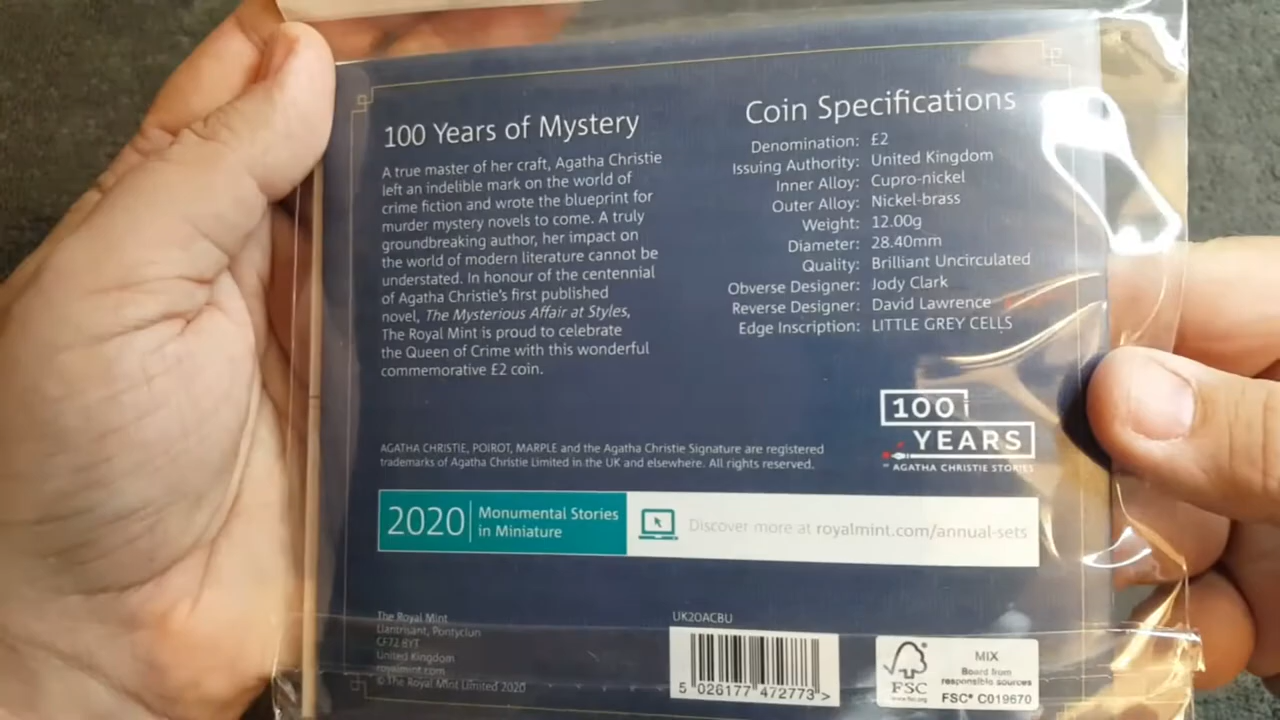 100 Years of Mystery
A true master of her craft, Agatha Christie
left an indelible mark on the world of
crime fiction and wrote the blueprint for
murder mystery novels to come. A truly
groundbreaking author, her impact on
the world of modern literature cannot be
understated. In honour of the centennial
of Agatha Christie's first published
novel, The Mysterious Affair at Styles,
The Royal Mint is proud to celebrate
the Queen of Crime with this wonderful
commemorative £2 coin.
Coin Specifications
Denomination: £2
Issuing Authority: United Kingdom
Inner Alloy: Cupro-nickel
Outer Alloy: Nickel-brass
Weight: 12.00g
Diameter: 28.40mm
Quality: Brilliant Uncirculated
Obverse Designer: Jody Clark
Reverse Designer: David Lawrence
Edge Inscription: LITTLE GREY CELLS
100
YEARS
OF AGATHA CHRISTIE STORIES
AGATHA CHRISTIE, POIROT, MARPLE and the Agatha Christie Signature are registered
trademarks of Agatha Christie Limited in the UK and elsewhere. All rights reserved.
2020
Monumental Stories
in Miniature
Discover more at royalmint.com/annual-sets
The Royal Mint
Llantrisant, Pontyclun
CF72 8YT
United Kingdom
royalmint.com
© The Royal Mint Limited 2020
UK20ACBU
5 026177 472773 >
FSC
www.fsc.org
MIX
Board from
responsible sources
FSC® C019670